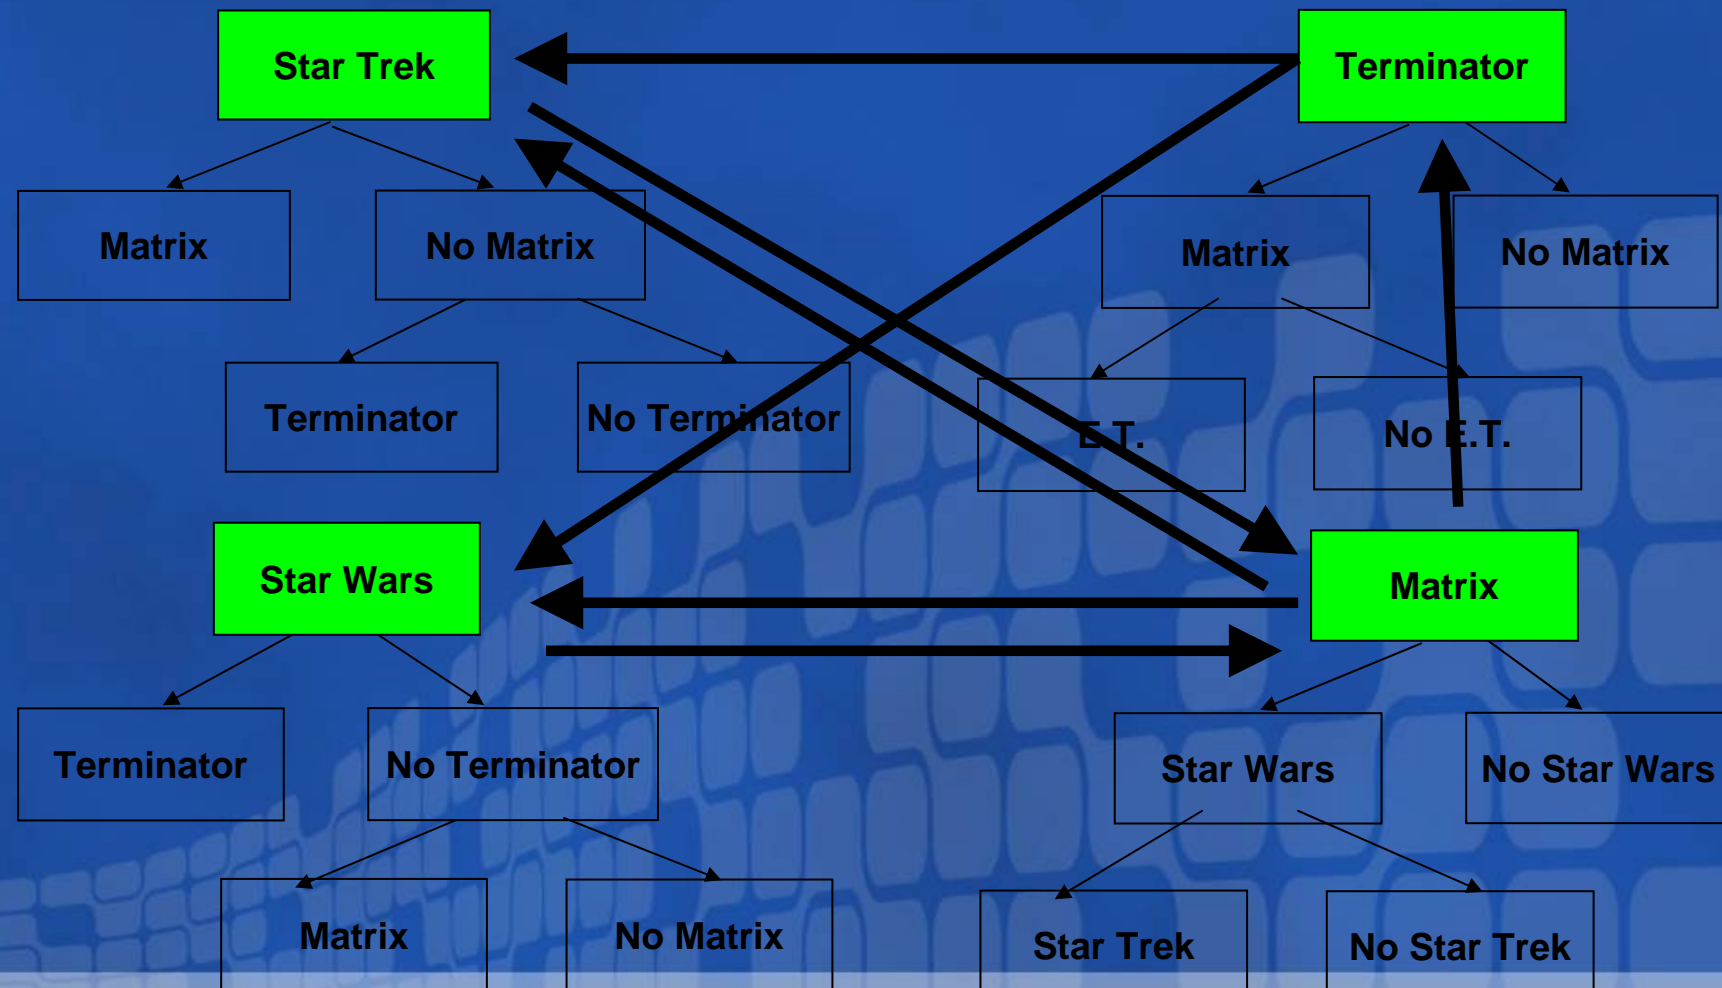 Star Trek
Terminator
Matrix
No Matrix
Matrix
No Matrix
Terminator
No Terminator
E.T.
No E.T.
Star Wars
Matrix
Terminator
No Terminator
Star Wars
No Star Wars
Matrix
No Matrix
Star Trek
No Star Trek